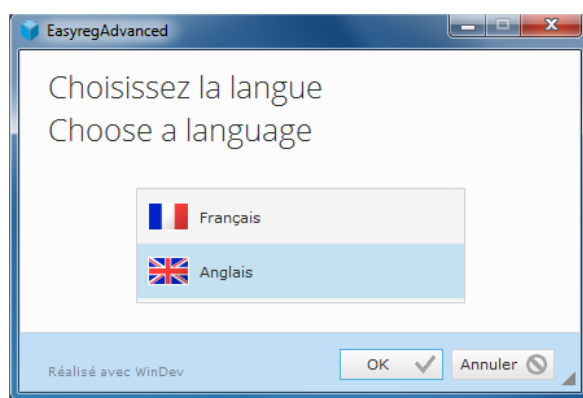 EasyregAdvanced
Choisissez la langue
Choose a language
Français
Anglais
Réalisé avec WinDev
OK
Annuler